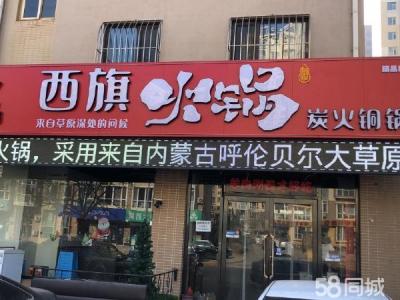 西旗火锅
来自草原深处的问候
炭火铜锅
火锅，采用来自内蒙古呼伦贝尔大草原
58同城